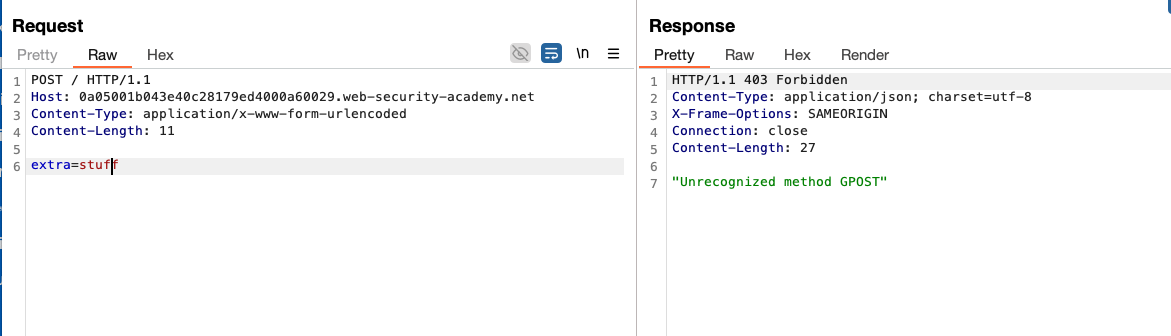 Request
Pretty Raw Hex \n
1 POST / HTTP/1.1
2 Host: 0a05001b043e40c28179ed4000a60029.web-security-academy.net
3 Content-Type: application/x-www-form-urlencoded
4 Content-Length: 11
5
6 extra=stuff
Response
Pretty Raw Hex Render
1 HTTP/1.1 403 Forbidden
2 Content-Type: application/json; charset=utf-8
3 X-Frame-Options: SAMEORIGIN
4 Connection: close
5 Content-Length: 27
6
7 "Unrecognized method GPOST"